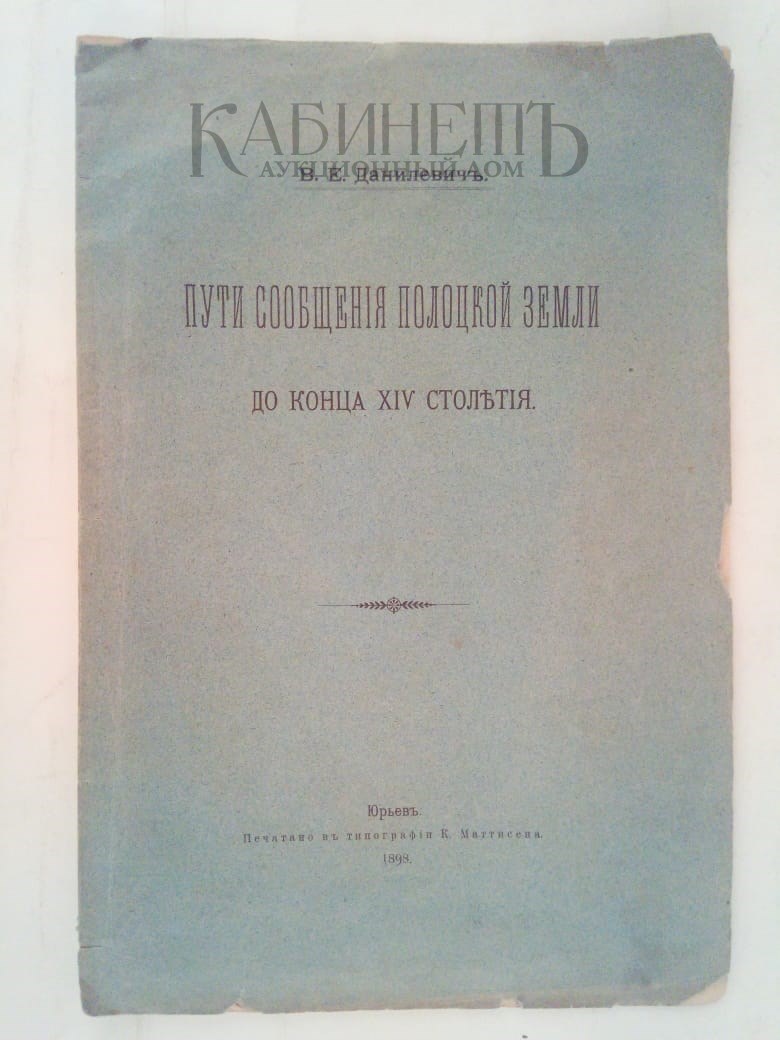 КАБИНЕТЪ
АУКЦИОННЫЙ ДОМ
В. Е. Данилевичъ.
ПУТИ СООБЩЕНІЯ ПОЛОЦКОЙ ЗЕМЛИ
ДО КОНЦА XIV СТОЛѢТІЯ.
Юрьевъ.
Печатано въ типографіи К. Маттисена.
1898.